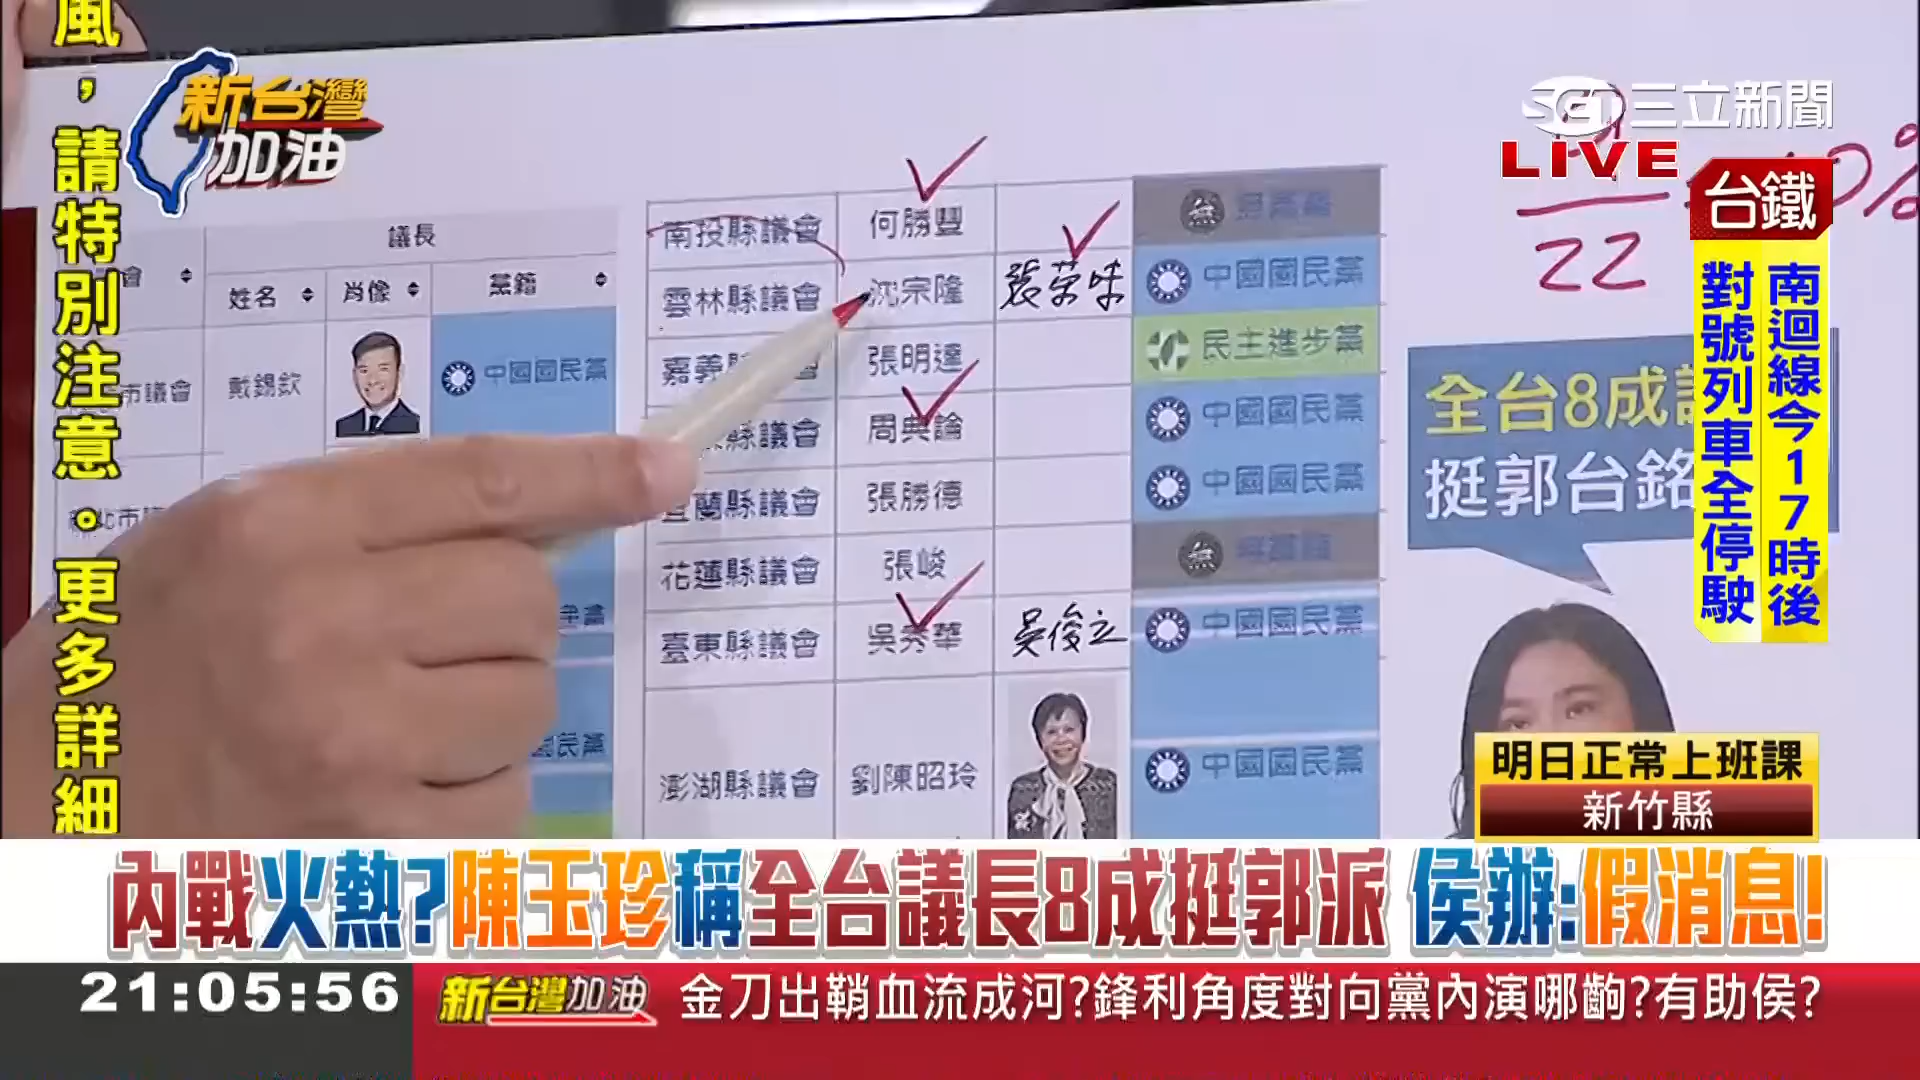 風，請特別注意。更多詳細
新台灣
加油
SET三立新聞
LIVE
台鐵
南迴線今17時後
對號列車全停駛
22
議長
會
姓名
肖像
黨籍
市議會
戴錫欽
中國國民黨
南投縣議會
何勝豐
雲林縣議會
沈宗隆
張榮味
中國國民黨
張明達
民主進步黨
縣議會
周典論
中國國民黨
宜蘭縣議會
張勝德
中國國民黨
花蓮縣議會
張峻
無
臺東縣議會
吳秀華
吳俊立
中國國民黨
澎湖縣議會
劉陳昭玲
中國國民黨
全台8成
挺郭台銘
明日正常上班課
新竹縣
內戰火熱?陳玉珍稱全台議長8成挺郭派 侯辦:假消息!
21:05:56
新台灣加油
金刀出鞘血流成河?鋒利角度對向黨內演哪齣?有助侯?